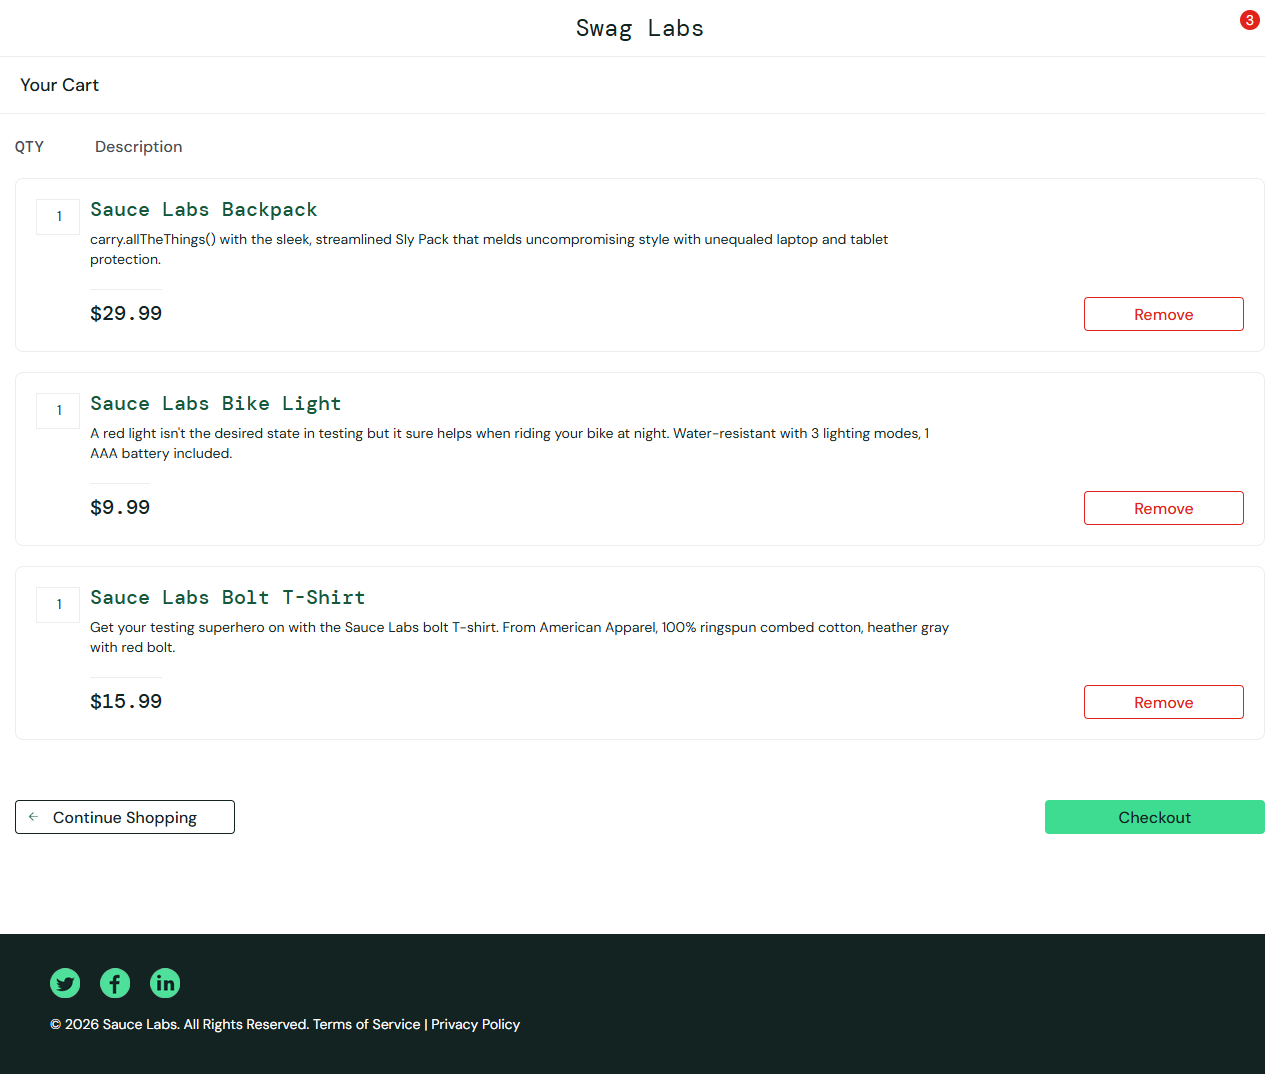 Swag Labs
3
Your Cart
QTY
Description
1
Sauce Labs Backpack
carry.allTheThings() with the sleek, streamlined Sly Pack that melds uncompromising style with unequaled laptop and tablet
protection.
$29.99
Remove
1
Sauce Labs Bike Light
A red light isn't the desired state in testing but it sure helps when riding your bike at night. Water-resistant with 3 lighting modes, 1
AAA battery included.
$9.99
Remove
1
Sauce Labs Bolt T-Shirt
Get your testing superhero on with the Sauce Labs bolt T-shirt. From American Apparel, 100% ringspun combed cotton, heather gray
with red bolt.
$15.99
Remove
Continue Shopping
Checkout
© 2026 Sauce Labs. All Rights Reserved. Terms of Service | Privacy Policy